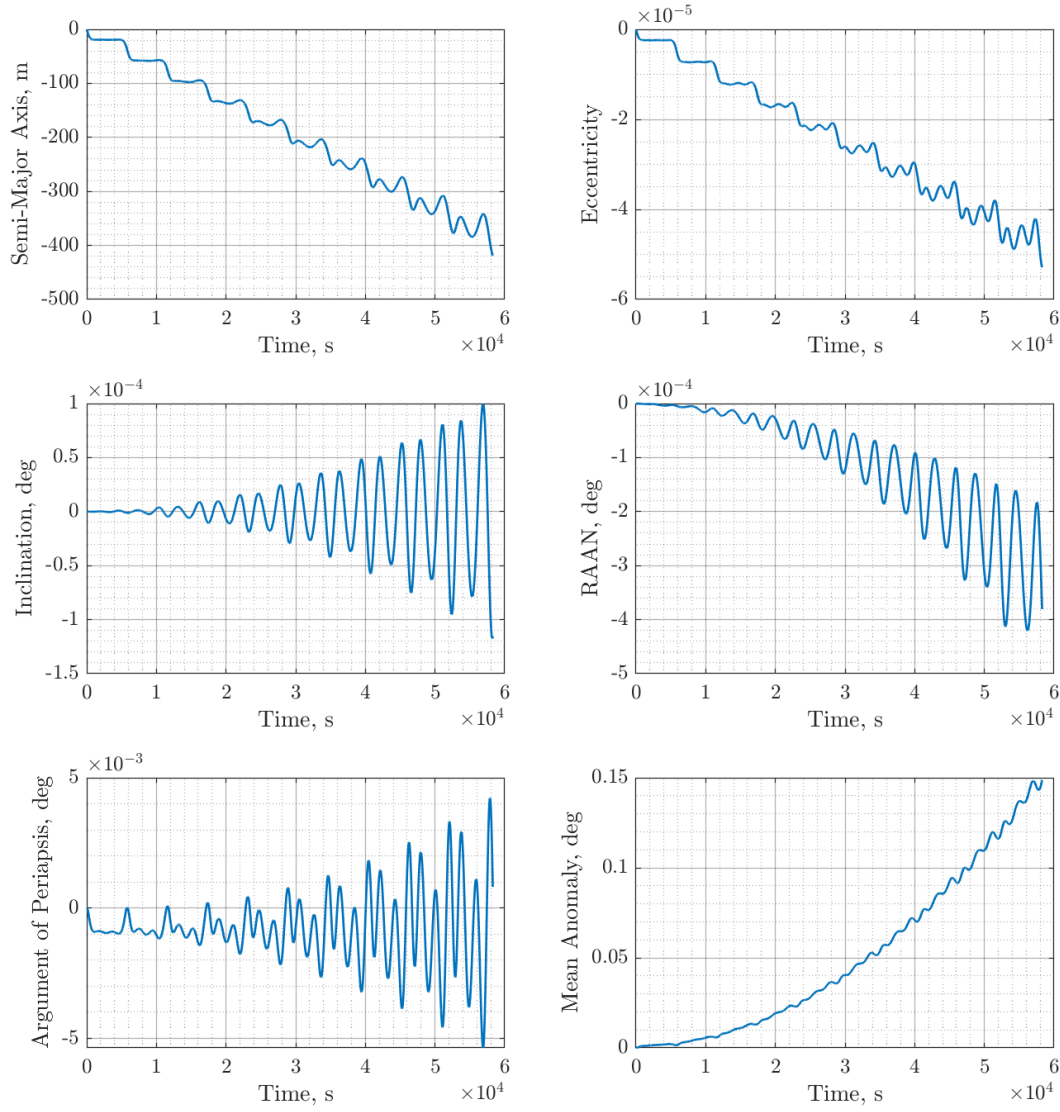 0
-100
-200
-300
-400
-500
Semi-Major Axis, m
0 1 2 3 4 5 6
Time, s
×10^4
×10^-5
0
-2
-4
-6
Eccentricity
0 1 2 3 4 5 6
Time, s
×10^4
×10^-4
1
0.5
0
-0.5
-1
-1.5
Inclination, deg
0 1 2 3 4 5 6
Time, s
×10^4
×10^-4
0
-1
-2
-3
-4
-5
RAAN, deg
0 1 2 3 4 5 6
Time, s
×10^4
×10^-3
5
0
-5
Argument of Periapsis, deg
0 1 2 3 4 5 6
Time, s
×10^4
0.15
0.1
0.05
0
Mean Anomaly, deg
0 1 2 3 4 5 6
Time, s
×10^4